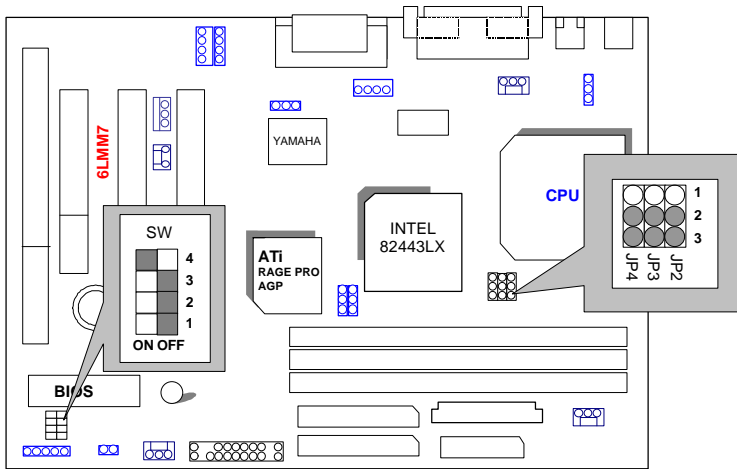 6LMM7
YAMAHA
CPU
1
2
3
JP4
JP3
JP2
INTEL
82443LX
SW
4
3
2
1
ON OFF
ATi
RAGE PRO
AGP
BIOS